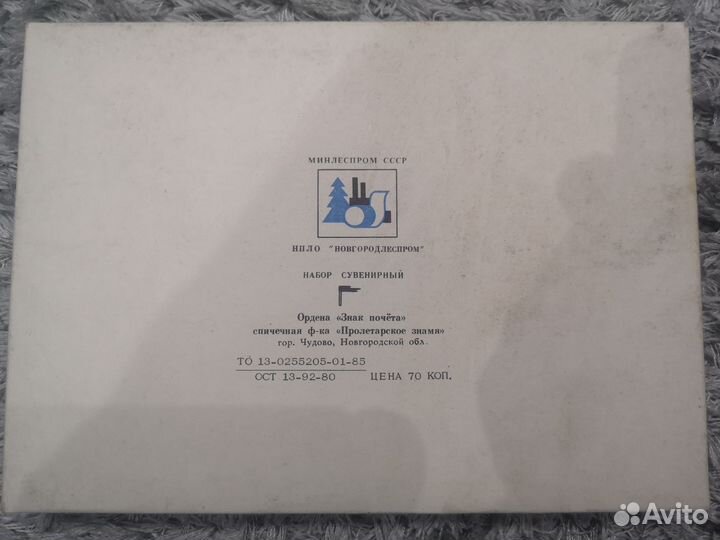 МИНЛЕСПРОМ СССР
НПЛО "НОВГОРОДЛЕСПРОМ"
НАБОР СУВЕНИРНЫЙ
Ордена «Знак почёта»
спичечная ф-ка «Пролетарское знамя»
гор. Чудово, Новгородской обл.
ТО 13-0255205-01-85
ОСТ 13-92-80 ЦЕНА 70 КОП.
Avito